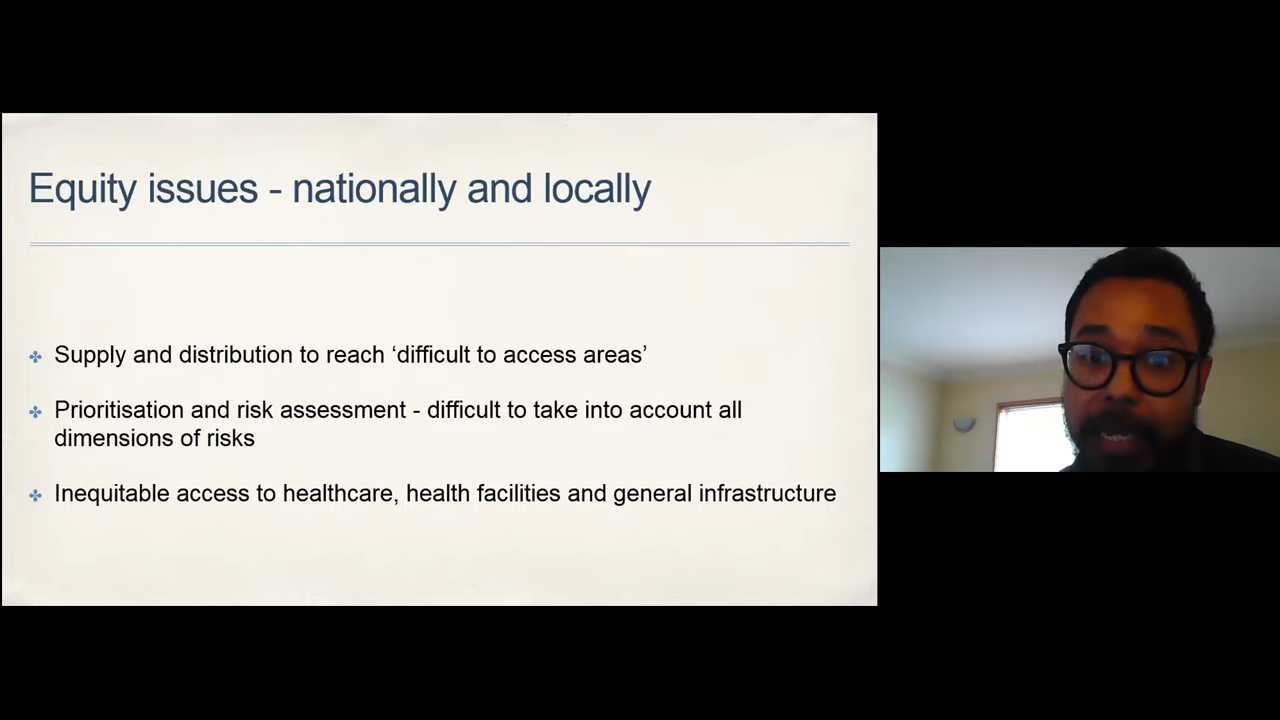 Equity issues - nationally and locally
Supply and distribution to reach ‘difficult to access areas’
Prioritisation and risk assessment - difficult to take into account all
dimensions of risks
Inequitable access to healthcare, health facilities and general infrastructure